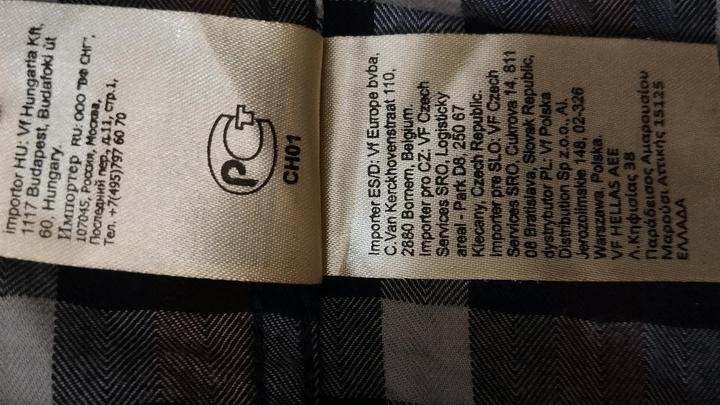 importor HU: Vf Hungaria Kft,
1117 Budapest, Budafoki út
60, Hungary.
Импортер RU: ООО "ВФ СНГ",
107045, Россия, Москва,
Последний пер, д.11, стр.1,
Тел. +7(495)797 60 70
РСТ
CH01
Importer ES/D: Vf Europe bvba,
C.Van Kerckhovenstraat 110,
2880 Bornem, Belgium.
Importer pro CZ: VF Czech
Services SRO, Logisticky
areal - Park D8, 250 67
Klecany, Czech Republic.
Importer pre SLO: VF Czech
Services SRO, Cukrova 14, 811
08 Bratislava, Slovak Republic,
dystrybutor PL: Vf Polska
Distribution Sp z.o.o., Al.
Jerozolimskie 148, 02-326
Warszawa, Polska.
VF HELLAS AEE
Λ.Κηφισίας 38
Παράδεισος Αμαρουσίου
Μαρούσι Αττικής 15125
ΕΛΛΑΔΑ